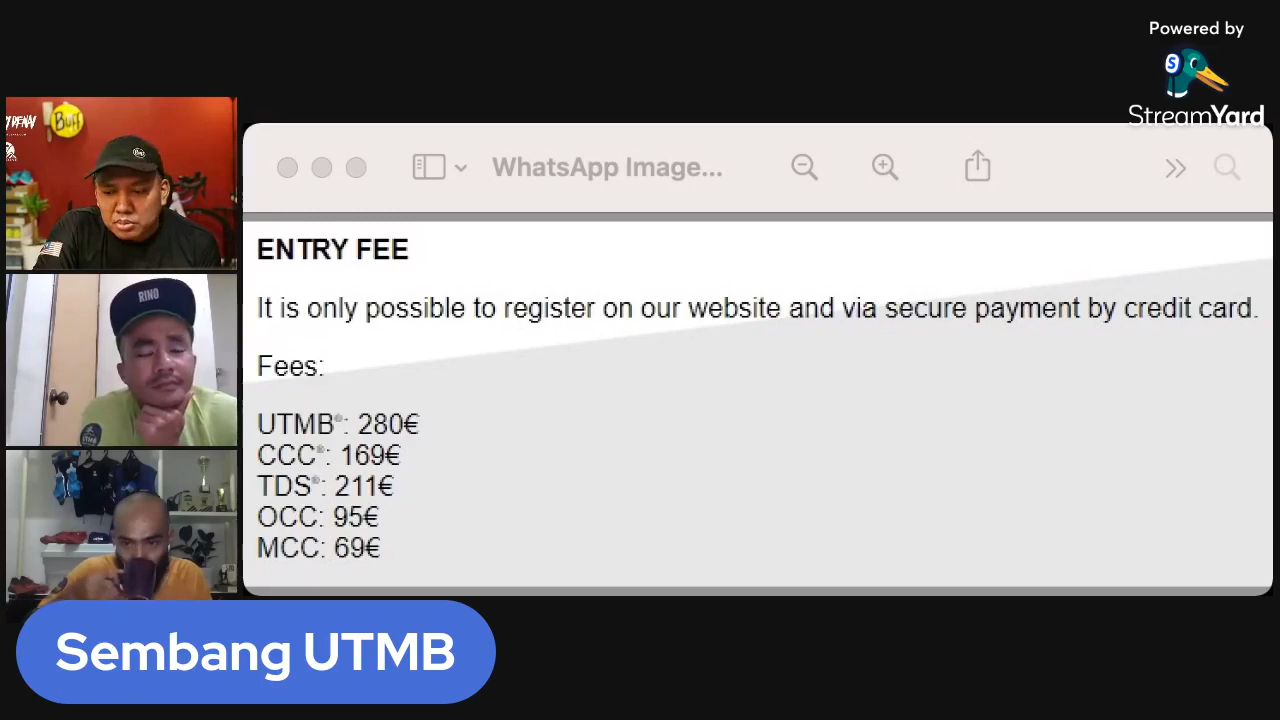 Powered by
StreamYard
Buff
WhatsApp Image...
ENTRY FEE
It is only possible to register on our website and via secure payment by credit card.
Fees:
UTMB®: 280€
CCC®: 169€
TDS®: 211€
OCC: 95€
MCC: 69€
RINO
UTMB
Sembang UTMB